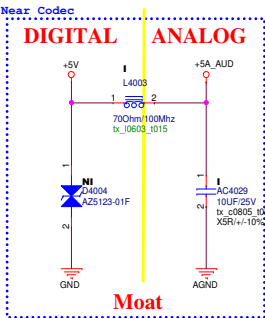 Near Codec
DIGITAL
ANALOG
+5V
I
+5A_AUD
L4003
1
2
70Ohm/100Mhz
tx_l0603_t015
1
NI
D4004
AZ5123-01F
2
1
I
AC4029
10UF/25V
tx_c0805_t0
X5R/+/-10%
2
GND
AGND
Moat